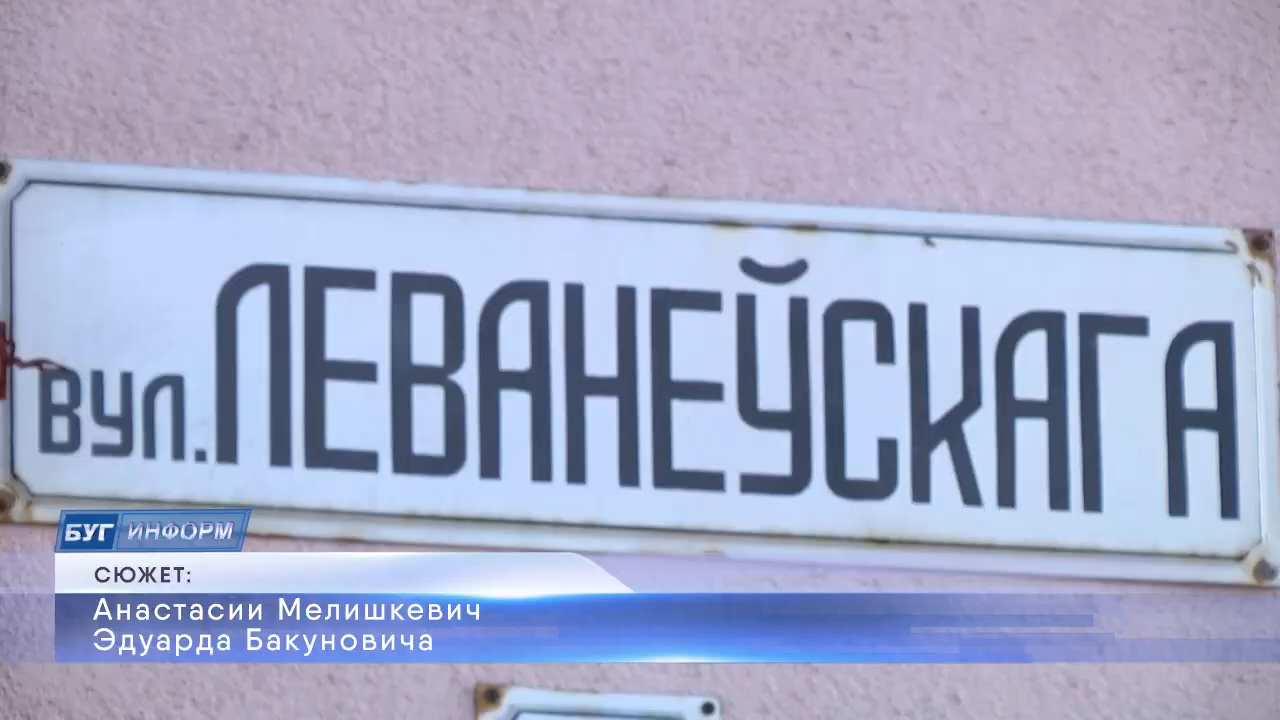 вул. ЛЕВАНЕЎСКАГА
БУГ ИНФОРМ
СЮЖЕТ:
Анастасии Мелишкевич
Эдуарда Бакуновича